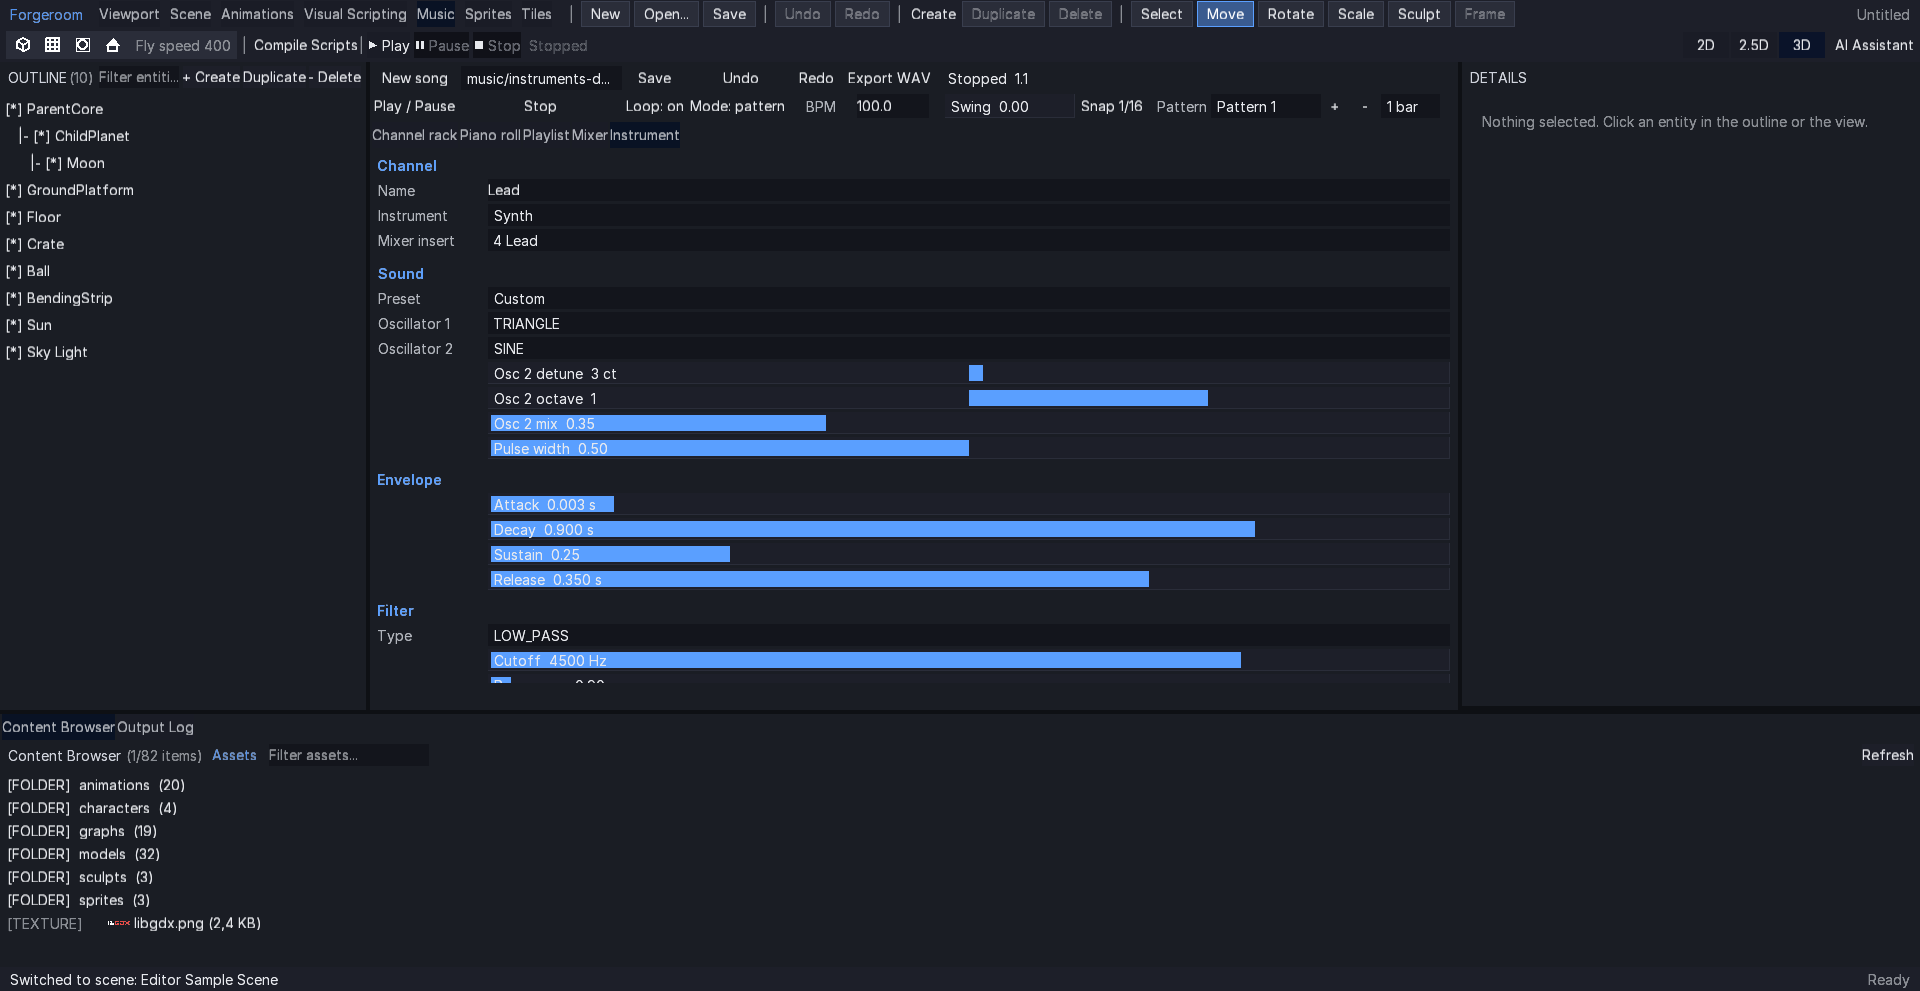 Forgeroom Viewport Scene Animations Visual Scripting Music Sprites Tiles | New Open... Save | Undo Redo | Create Duplicate Delete | Select Move Rotate Scale Sculpt Frame Untitled
Fly speed 400 | Compile Scripts | Play Pause Stop Stopped 2D 2.5D 3D AI Assistant
OUTLINE (10) Filter entiti... + Create Duplicate - Delete
[*] ParentCore
|- [*] ChildPlanet
|- [*] Moon
[*] GroundPlatform
[*] Floor
[*] Crate
[*] Ball
[*] BendingStrip
[*] Sun
[*] Sky Light
New song music/instruments-d... Save Undo Redo Export WAV Stopped 1.1
Play / Pause Stop Loop: on Mode: pattern BPM 100.0 Swing 0.00 Snap 1/16 Pattern Pattern 1 + - 1 bar
Channel rack Piano roll Playlist Mixer Instrument
Channel
Name Lead
Instrument Synth
Mixer insert 4 Lead
Sound
Preset Custom
Oscillator 1 TRIANGLE
Oscillator 2 SINE
Osc 2 detune 3 ct
Osc 2 octave 1
Osc 2 mix 0.35
Pulse width 0.50
Envelope
Attack 0.003 s
Decay 0.900 s
Sustain 0.25
Release 0.350 s
Filter
Type LOW_PASS
Cutoff 4500 Hz
DETAILS
Nothing selected. Click an entity in the outline or the view.
Content Browser Output Log
Content Browser (1/82 items) Assets Filter assets... Refresh
[FOLDER] animations (20)
[FOLDER] characters (4)
[FOLDER] graphs (19)
[FOLDER] models (32)
[FOLDER] sculpts (3)
[FOLDER] sprites (3)
[TEXTURE] libgdx.png (2,4 KB)
Switched to scene: Editor Sample Scene Ready